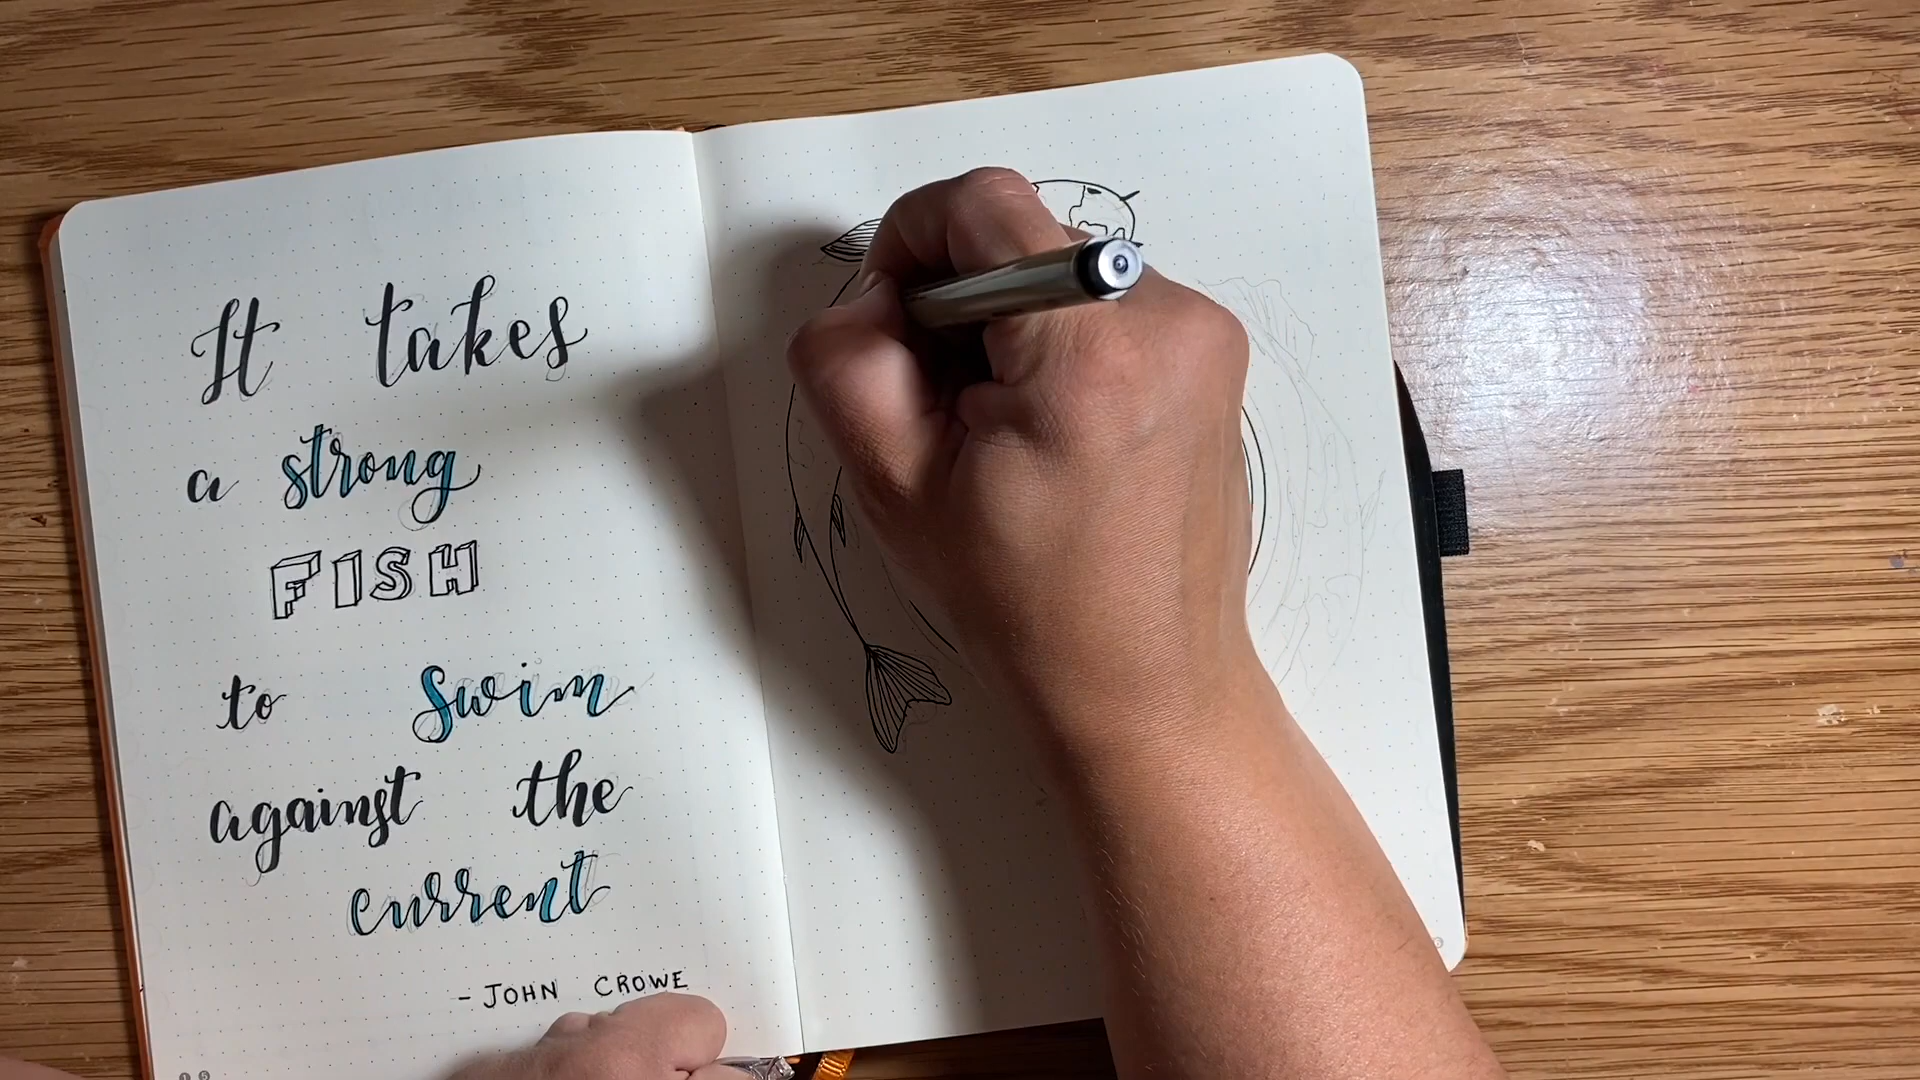 It takes
a strong
FISH
to swim
against the
current
- JOHN CROWE